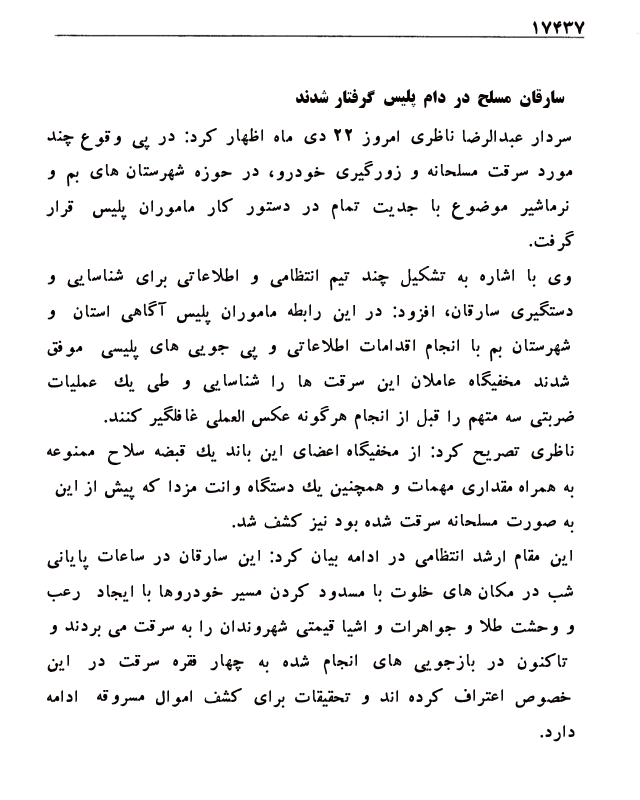 ۱۷۴۳۷
سارقان مسلح در دام پلیس گرفتار شدند
سردار عبدالرضا ناظری امروز ۲۲ دی ماه اظهار کرد: در پی وقوع چند
مورد سرقت مسلحانه و زورگیری خودرو، در حوزه شهرستان های بم و
نرماشیر موضوع با جدیت تمام در دستور کار ماموران پلیس قرار
گرفت.
وی با اشاره به تشکیل چند تیم انتظامی و اطلاعاتی برای شناسایی و
دستگیری سارقان، افزود: در این رابطه ماموران پلیس آگاهی استان و
شهرستان بم با انجام اقدامات اطلاعاتی و پی جویی های پلیسی موفق
شدند مخفیگاه عاملان این سرقت ها را شناسایی و طی یك عملیات
ضربتی سه متهم را قبل از انجام هرگونه عکس العملی غافلگیر کنند.
ناظری تصریح کرد: از مخفیگاه اعضای این باند یك قبضه سلاح ممنوعه
به همراه مقداری مهمات و همچنین یك دستگاه وانت مزدا که پیش از این
به صورت مسلحانه سرقت شده بود نیز کشف شد.
این مقام ارشد انتظامی در ادامه بیان کرد: این سارقان در ساعات پایانی
شب در مکان های خلوت با مسدود کردن مسیر خودروها با ایجاد رعب
و وحشت طلا و جواهرات و اشیا قیمتی شهروندان را به سرقت می بردند و
تاکنون در بازجویی های انجام شده به چهار فقره سرقت در این
خصوص اعتراف کرده اند و تحقیقات برای کشف اموال مسروقه ادامه
دارد.